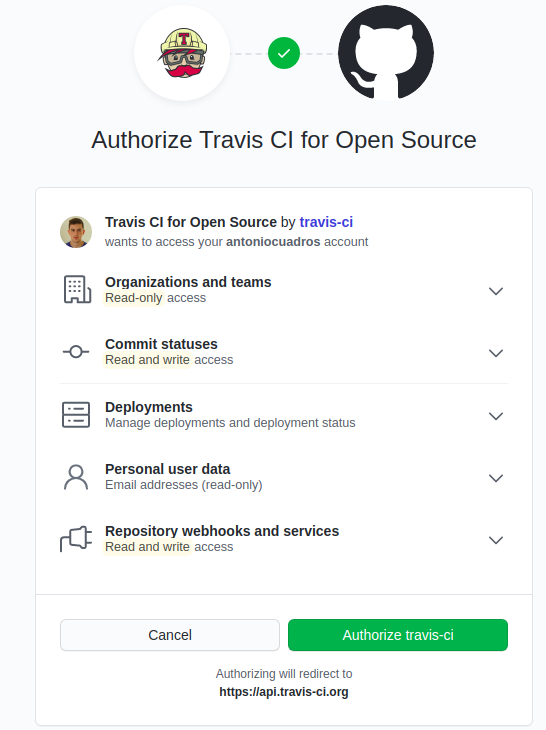 T
Authorize Travis CI for Open Source
Travis CI for Open Source by travis-ci
wants to access your antoniocuadros account
Organizations and teams
Read-only access
Commit statuses
Read and write access
Deployments
Manage deployments and deployment status
Personal user data
Email addresses (read-only)
Repository webhooks and services
Read and write access
Cancel
Authorize travis-ci
Authorizing will redirect to
https://api.travis-ci.org